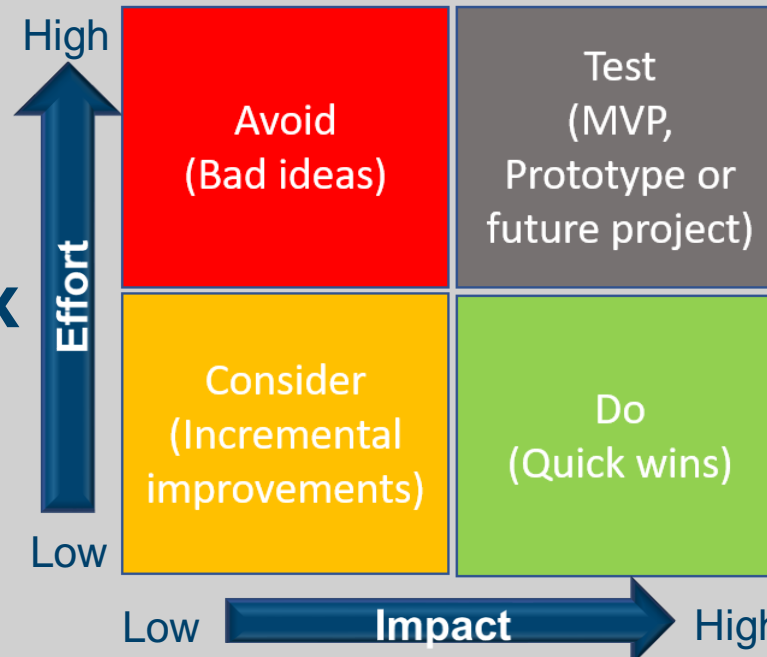 High
Avoid
(Bad ideas)
Test
(MVP,
Prototype or
future project)
Effort
x
Consider
(Incremental
improvements)
Do
(Quick wins)
Low
Low
Impact
High